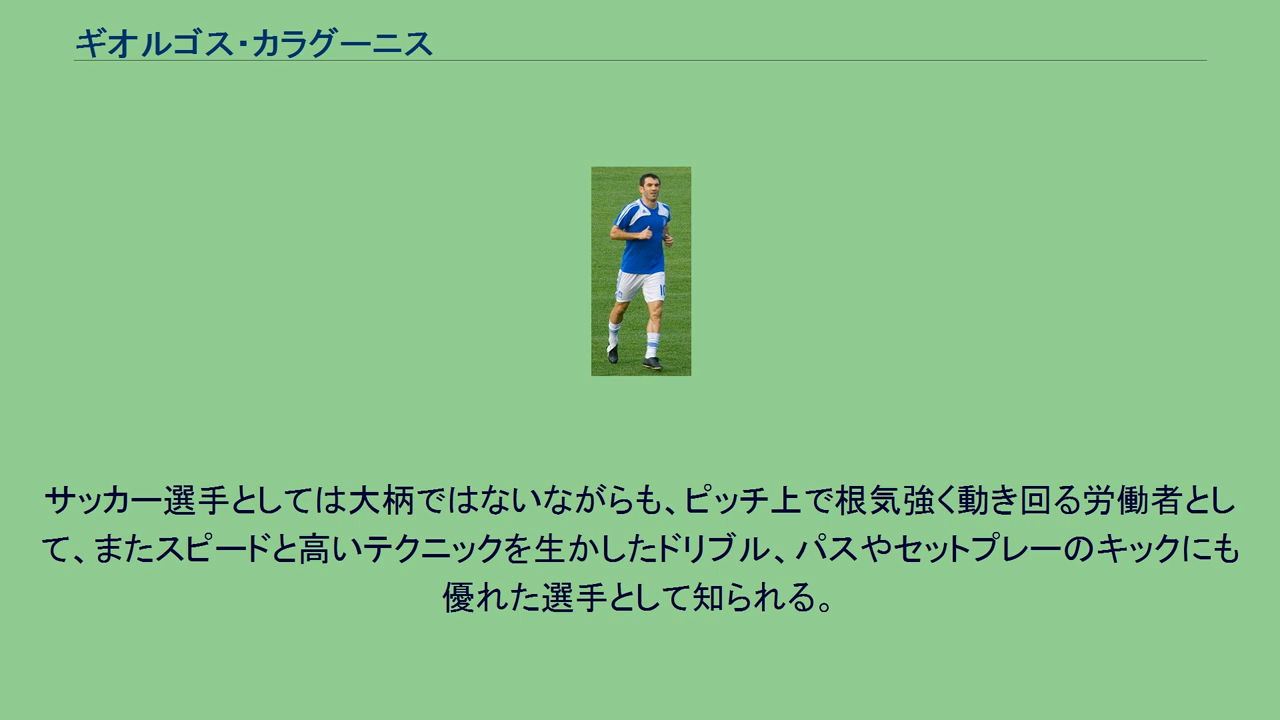 ギオルゴス・カラグーニス
サッカー選手としては大柄ではないながらも、ピッチ上で根気強く動き回る労働者とし
て、またスピードと高いテクニックを生かしたドリブル、パスやセットプレーのキックにも
優れた選手として知られる。